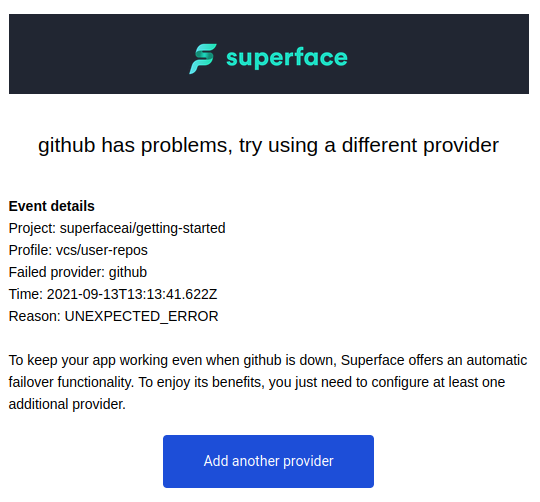 superface
github has problems, try using a different provider
Event details
Project: superfaceai/getting-started
Profile: vcs/user-repos
Failed provider: github
Time: 2021-09-13T13:13:41.622Z
Reason: UNEXPECTED_ERROR
To keep your app working even when github is down, Superface offers an automatic
failover functionality. To enjoy its benefits, you just need to configure at least one
additional provider.
Add another provider